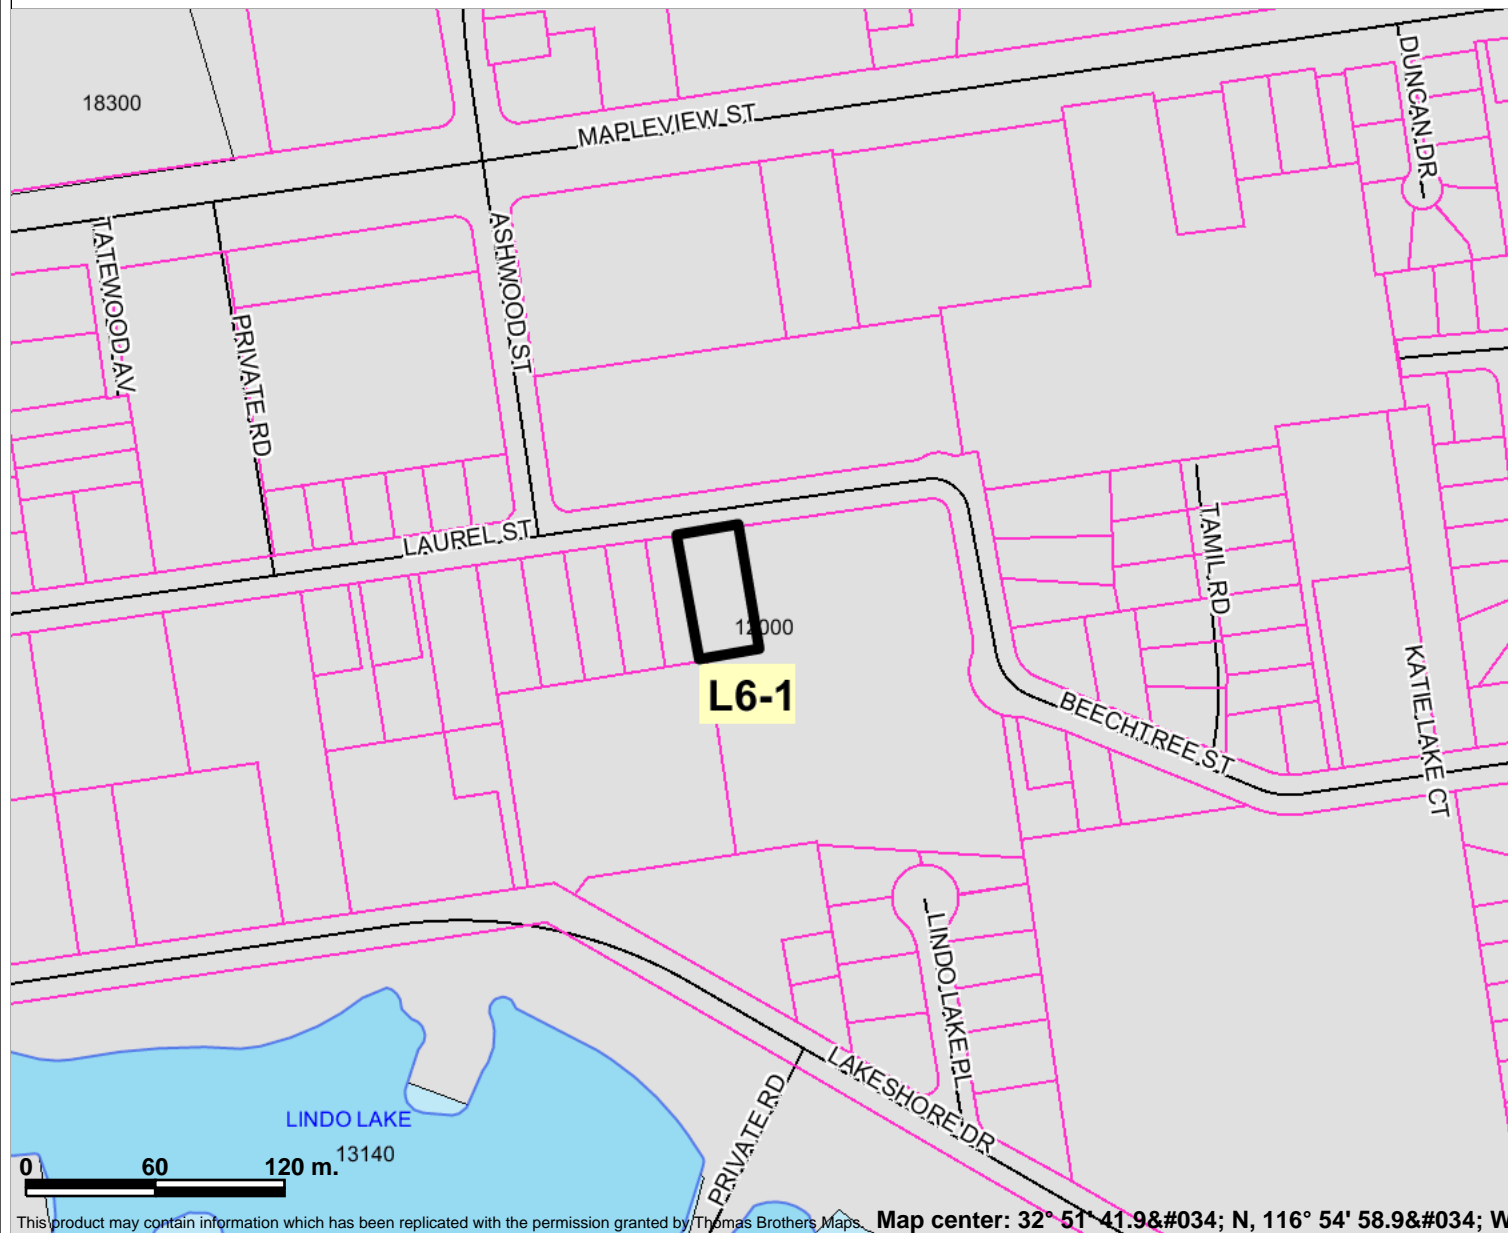 DUNCAN DR
18300
MAPLEVIEW ST
TATEWOOD AV
ASHWOOD ST
PRIVATE RD
LAUREL ST
TAMIL RD
12000
L6-1
KATIE LAKE CT
BEECHTREE ST
LINDO LAKE PL
LAKESHORE DR
PRIVATE RD
LINDO LAKE
13140
0 60 120 m.
This product may contain information which has been replicated with the permission granted by Thomas Brothers Maps.
Map center: 32° 51' 41.9&#034; N, 116° 54' 58.9&#034; W